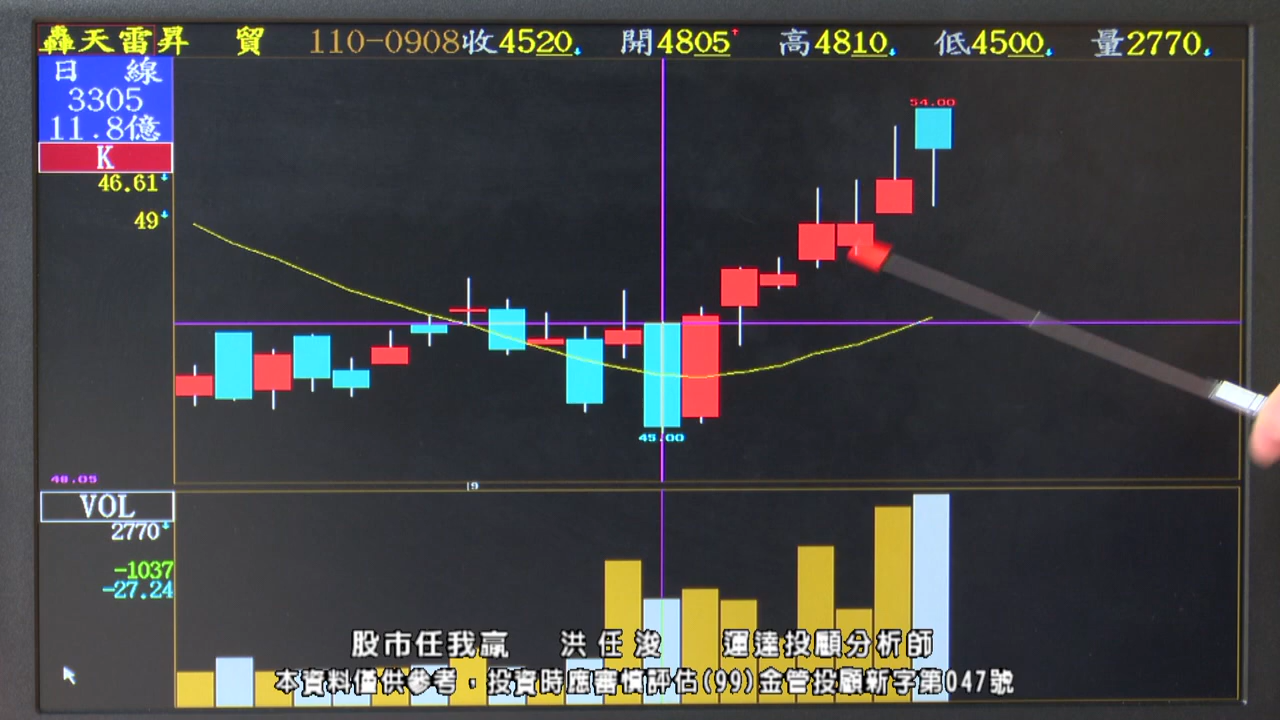 轟天雷昇 貿 110-0908收4520↓ 開4805↑ 高4810↓ 低4500↓ 量2770↓
日 線
3305
11.8億
K
46.61↓
49↓
54.00
45.00
48.05
9
VOL
2770↓
-1037
-27.24
股市任我贏 洪任浚 運達投顧分析師
本資料僅供參考，投資時應審慎評估(99)金管投顧新字第047號